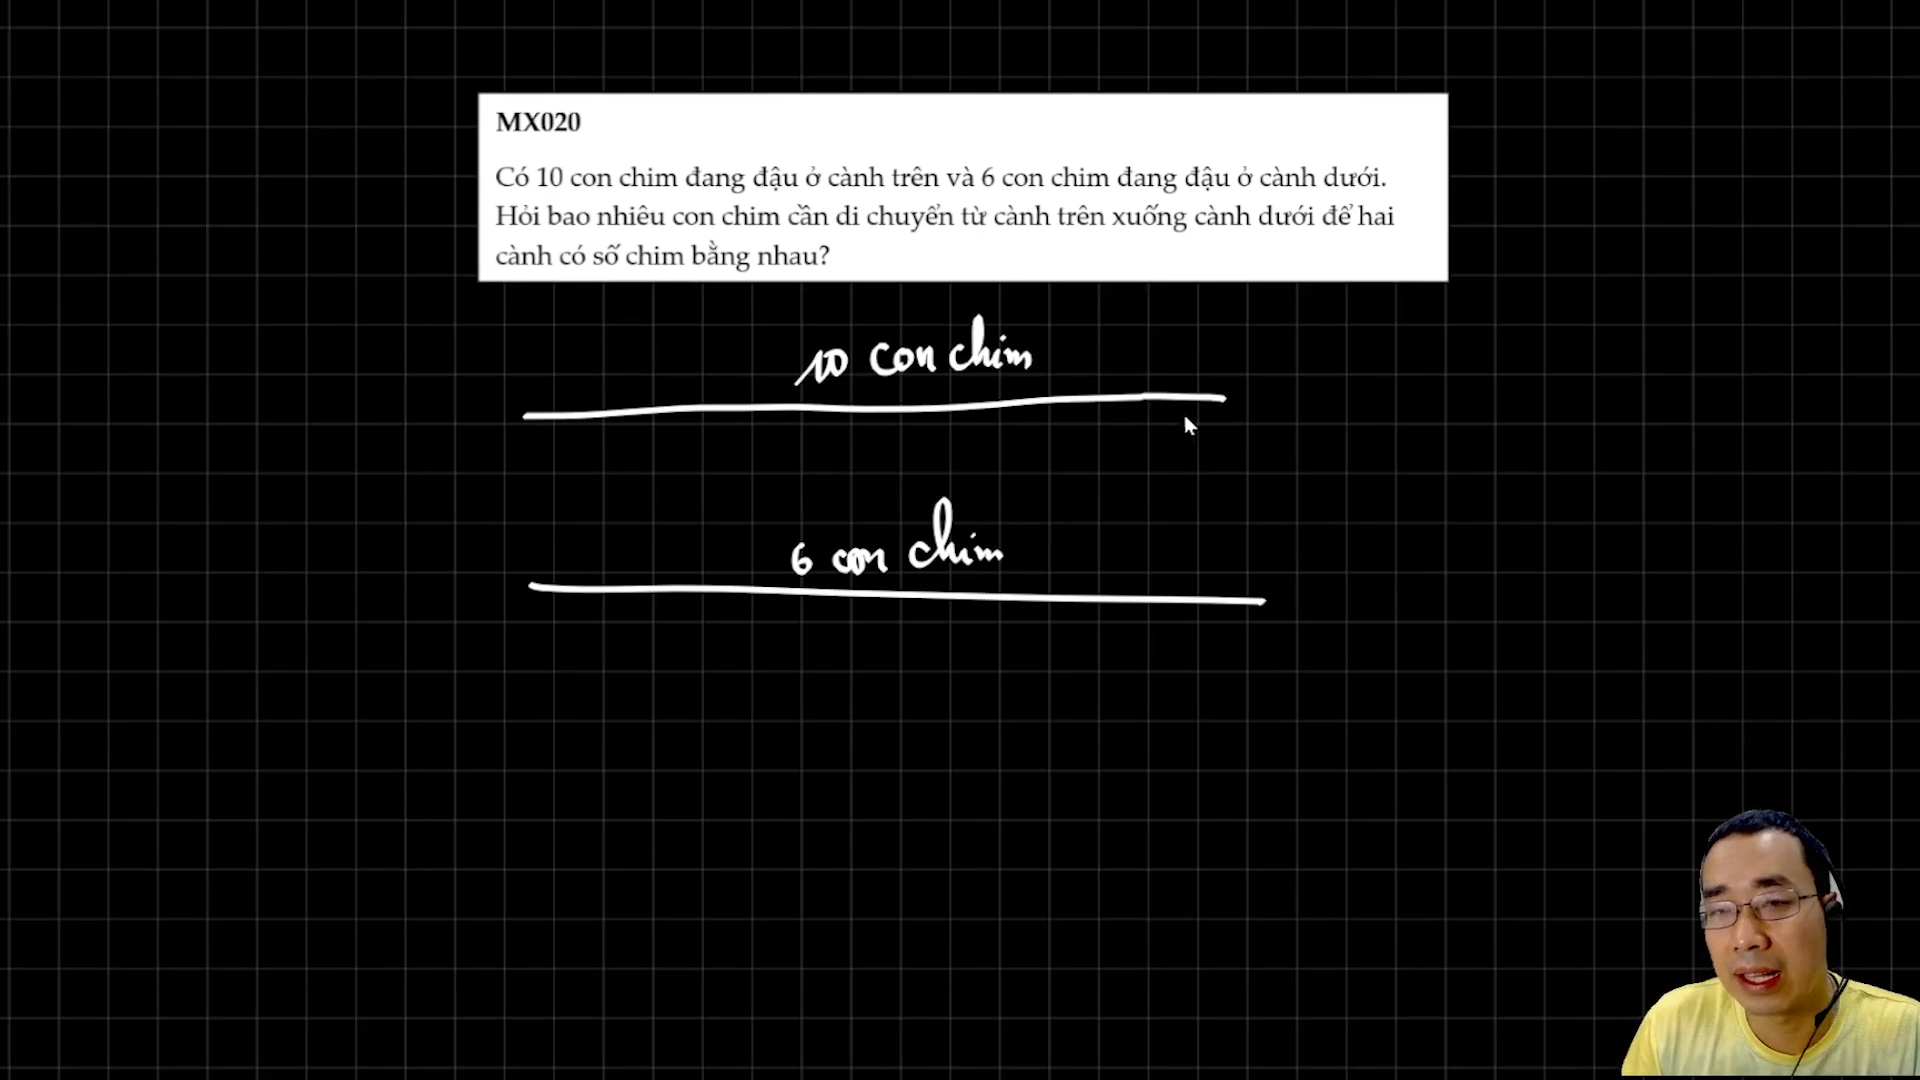 MX020
Có 10 con chim đang đậu ở cành trên và 6 con chim đang đậu ở cành dưới.
Hỏi bao nhiêu con chim cần di chuyển từ cành trên xuống cành dưới để hai
cành có số chim bằng nhau?
10 con chim
6 con chim